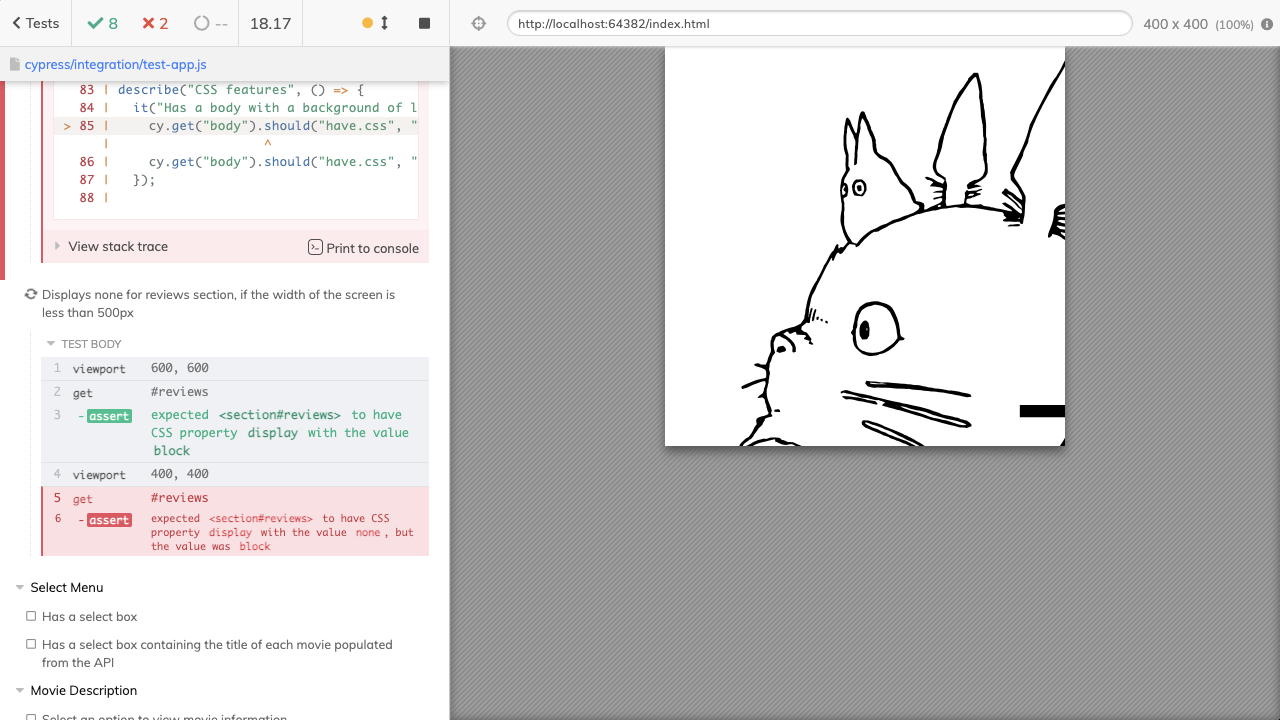 Tests 8 2 -- 18.17
http://localhost:64382/index.html 400 x 400 (100%)
cypress/integration/test-app.js
83 | describe("CSS features", () => {
84 | it("Has a body with a background of l
> 85 | cy.get("body").should("have.css", "
| ^
86 | cy.get("body").should("have.css", "
87 | });
88 |
View stack trace Print to console
Displays none for reviews section, if the width of the screen is
less than 500px
TEST BODY
1 viewport 600, 600
2 get #reviews
3 -assert expected <section#reviews> to have
CSS property display with the value
block
4 viewport 400, 400
5 get #reviews
6 -assert expected <section#reviews> to have CSS
property display with the value none, but
the value was block
Select Menu
Has a select box
Has a select box containing the title of each movie populated
from the API
Movie Description
Select an option to view movie information